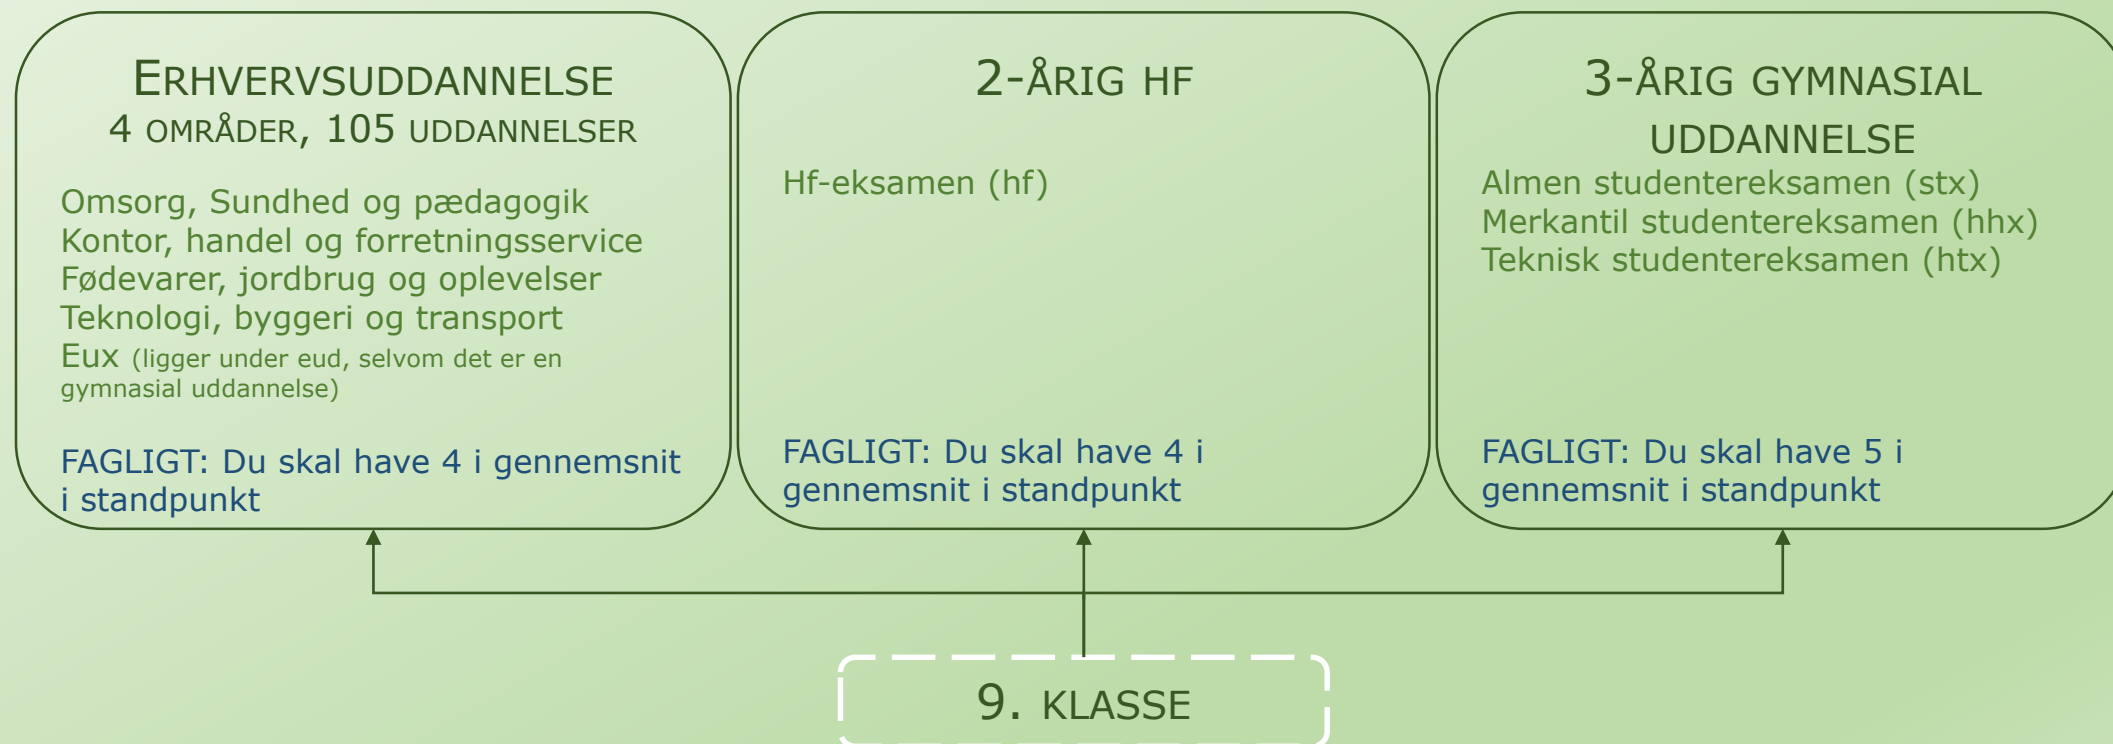 ERHVERVSUDDANNELSE
4 OMRÅDER, 105 UDDANNELSER
Omsorg, Sundhed og pædagogik
Kontor, handel og forretningsservice
Fødevarer, jordbrug og oplevelser
Teknologi, byggeri og transport
Eux (ligger under eud, selvom det er en
gymnasial uddannelse)
FAGLIGT: Du skal have 4 i gennemsnit
i standpunkt
2-ÅRIG HF
Hf-eksamen (hf)
FAGLIGT: Du skal have 4 i
gennemsnit i standpunkt
3-ÅRIG GYMNASIAL
UDDANNELSE
Almen studentereksamen (stx)
Merkantil studentereksamen (hhx)
Teknisk studentereksamen (htx)
FAGLIGT: Du skal have 5 i
gennemsnit i standpunkt
9. KLASSE